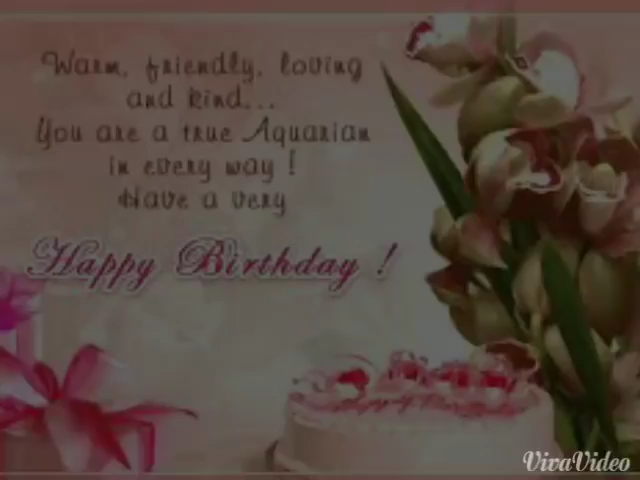 Warm, friendly, loving
and kind...
You are a true Aquarian
in every way !
Have a very
Happy Birthday !
VivaVideo